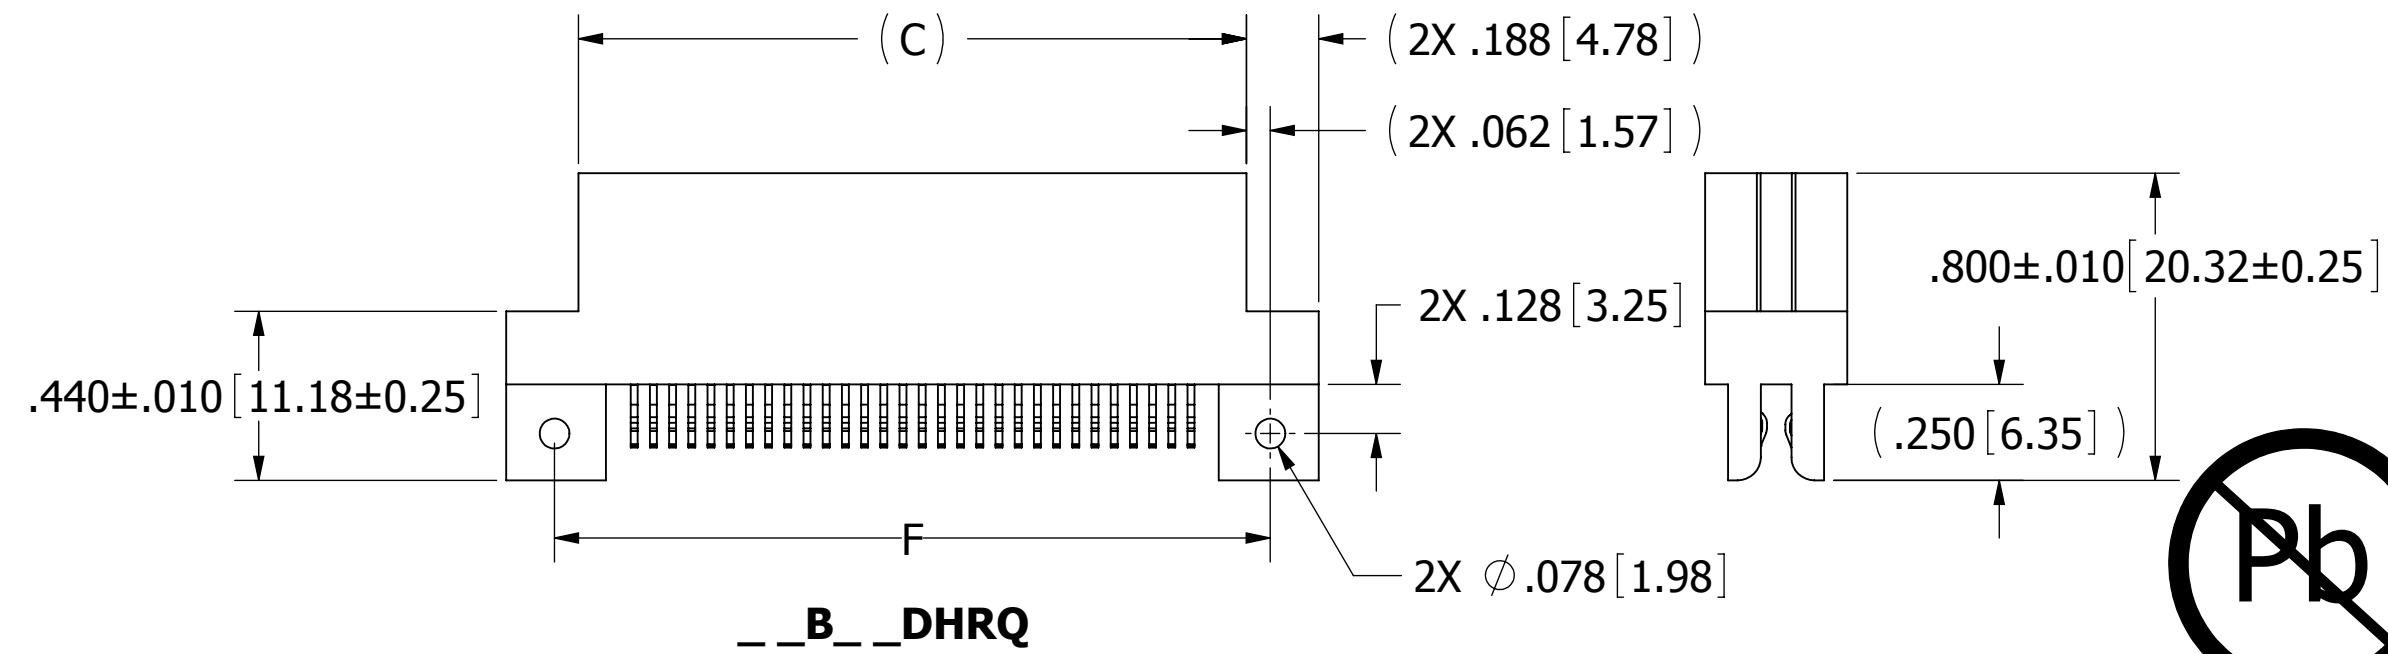 (C)
(2X .188[4.78])
(2X .062[1.57])
.800±.010[20.32±0.25]
2X .128[3.25]
.440±.010[11.18±0.25]
(.250[6.35])
F
2X ∅.078[1.98]
Pb
_ _B_ _DHRQ